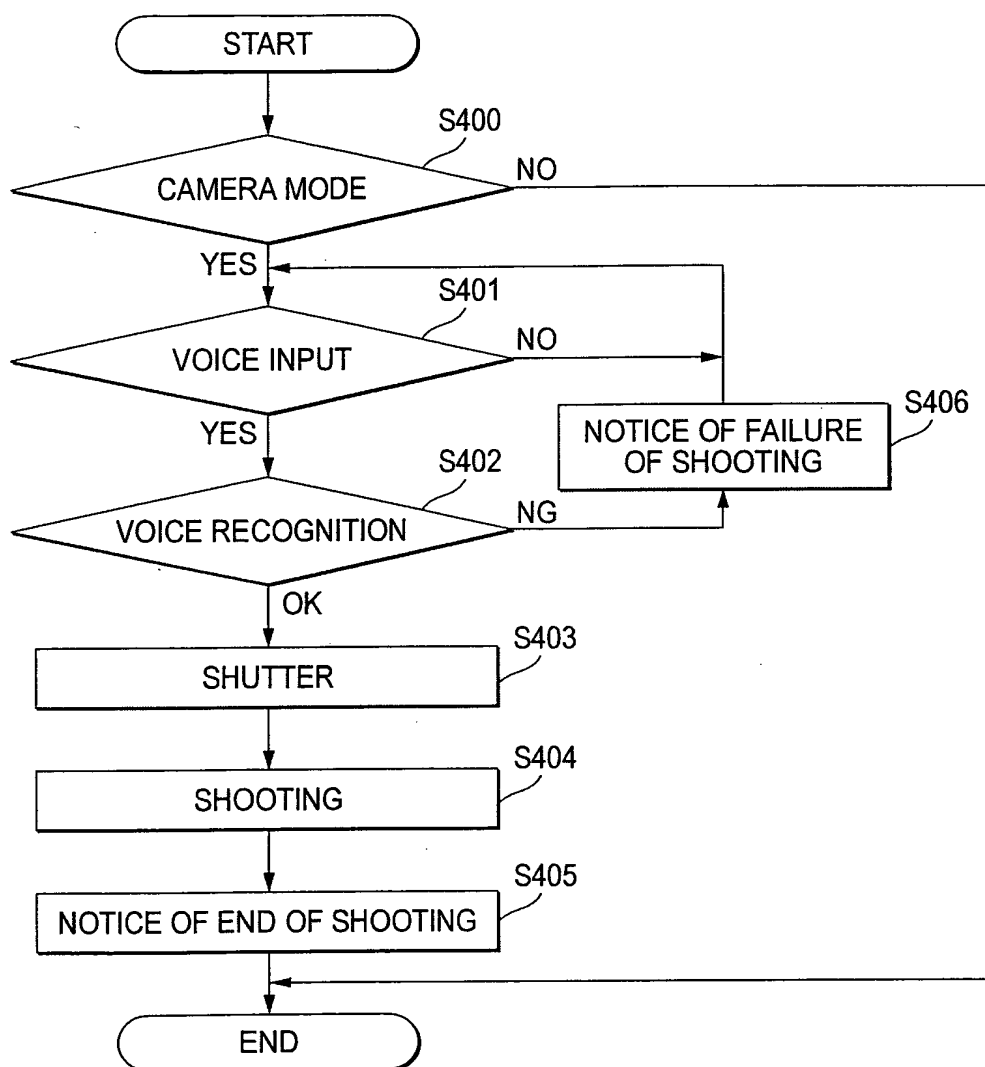 START
S400
CAMERA MODE
NO
YES
S401
VOICE INPUT
NO
YES
S406
NOTICE OF FAILURE
OF SHOOTING
S402
VOICE RECOGNITION
NG
OK
S403
SHUTTER
S404
SHOOTING
S405
NOTICE OF END OF SHOOTING
END